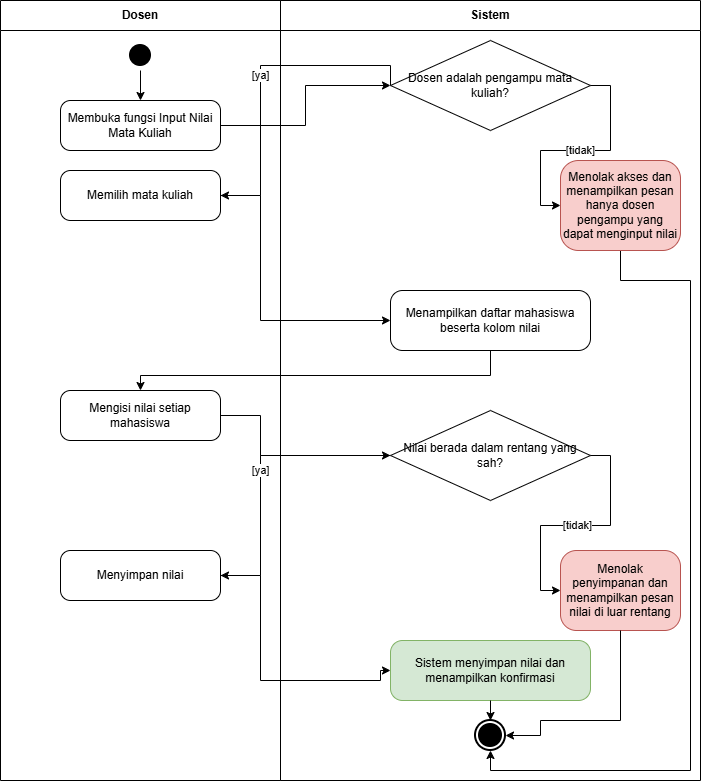 Dosen
Sistem
[ya]
Dosen adalah pengampu mata
kuliah?
Membuka fungsi Input Nilai
Mata Kuliah
[tidak]
Memilih mata kuliah
Menolak akses dan
menampilkan pesan
hanya dosen
pengampu yang
dapat menginput nilai
Menampilkan daftar mahasiswa
beserta kolom nilai
Mengisi nilai setiap
mahasiswa
Nilai berada dalam rentang yang
sah?
[ya]
[tidak]
Menyimpan nilai
Menolak
penyimpanan dan
menampilkan pesan
nilai di luar rentang
Sistem menyimpan nilai dan
menampilkan konfirmasi